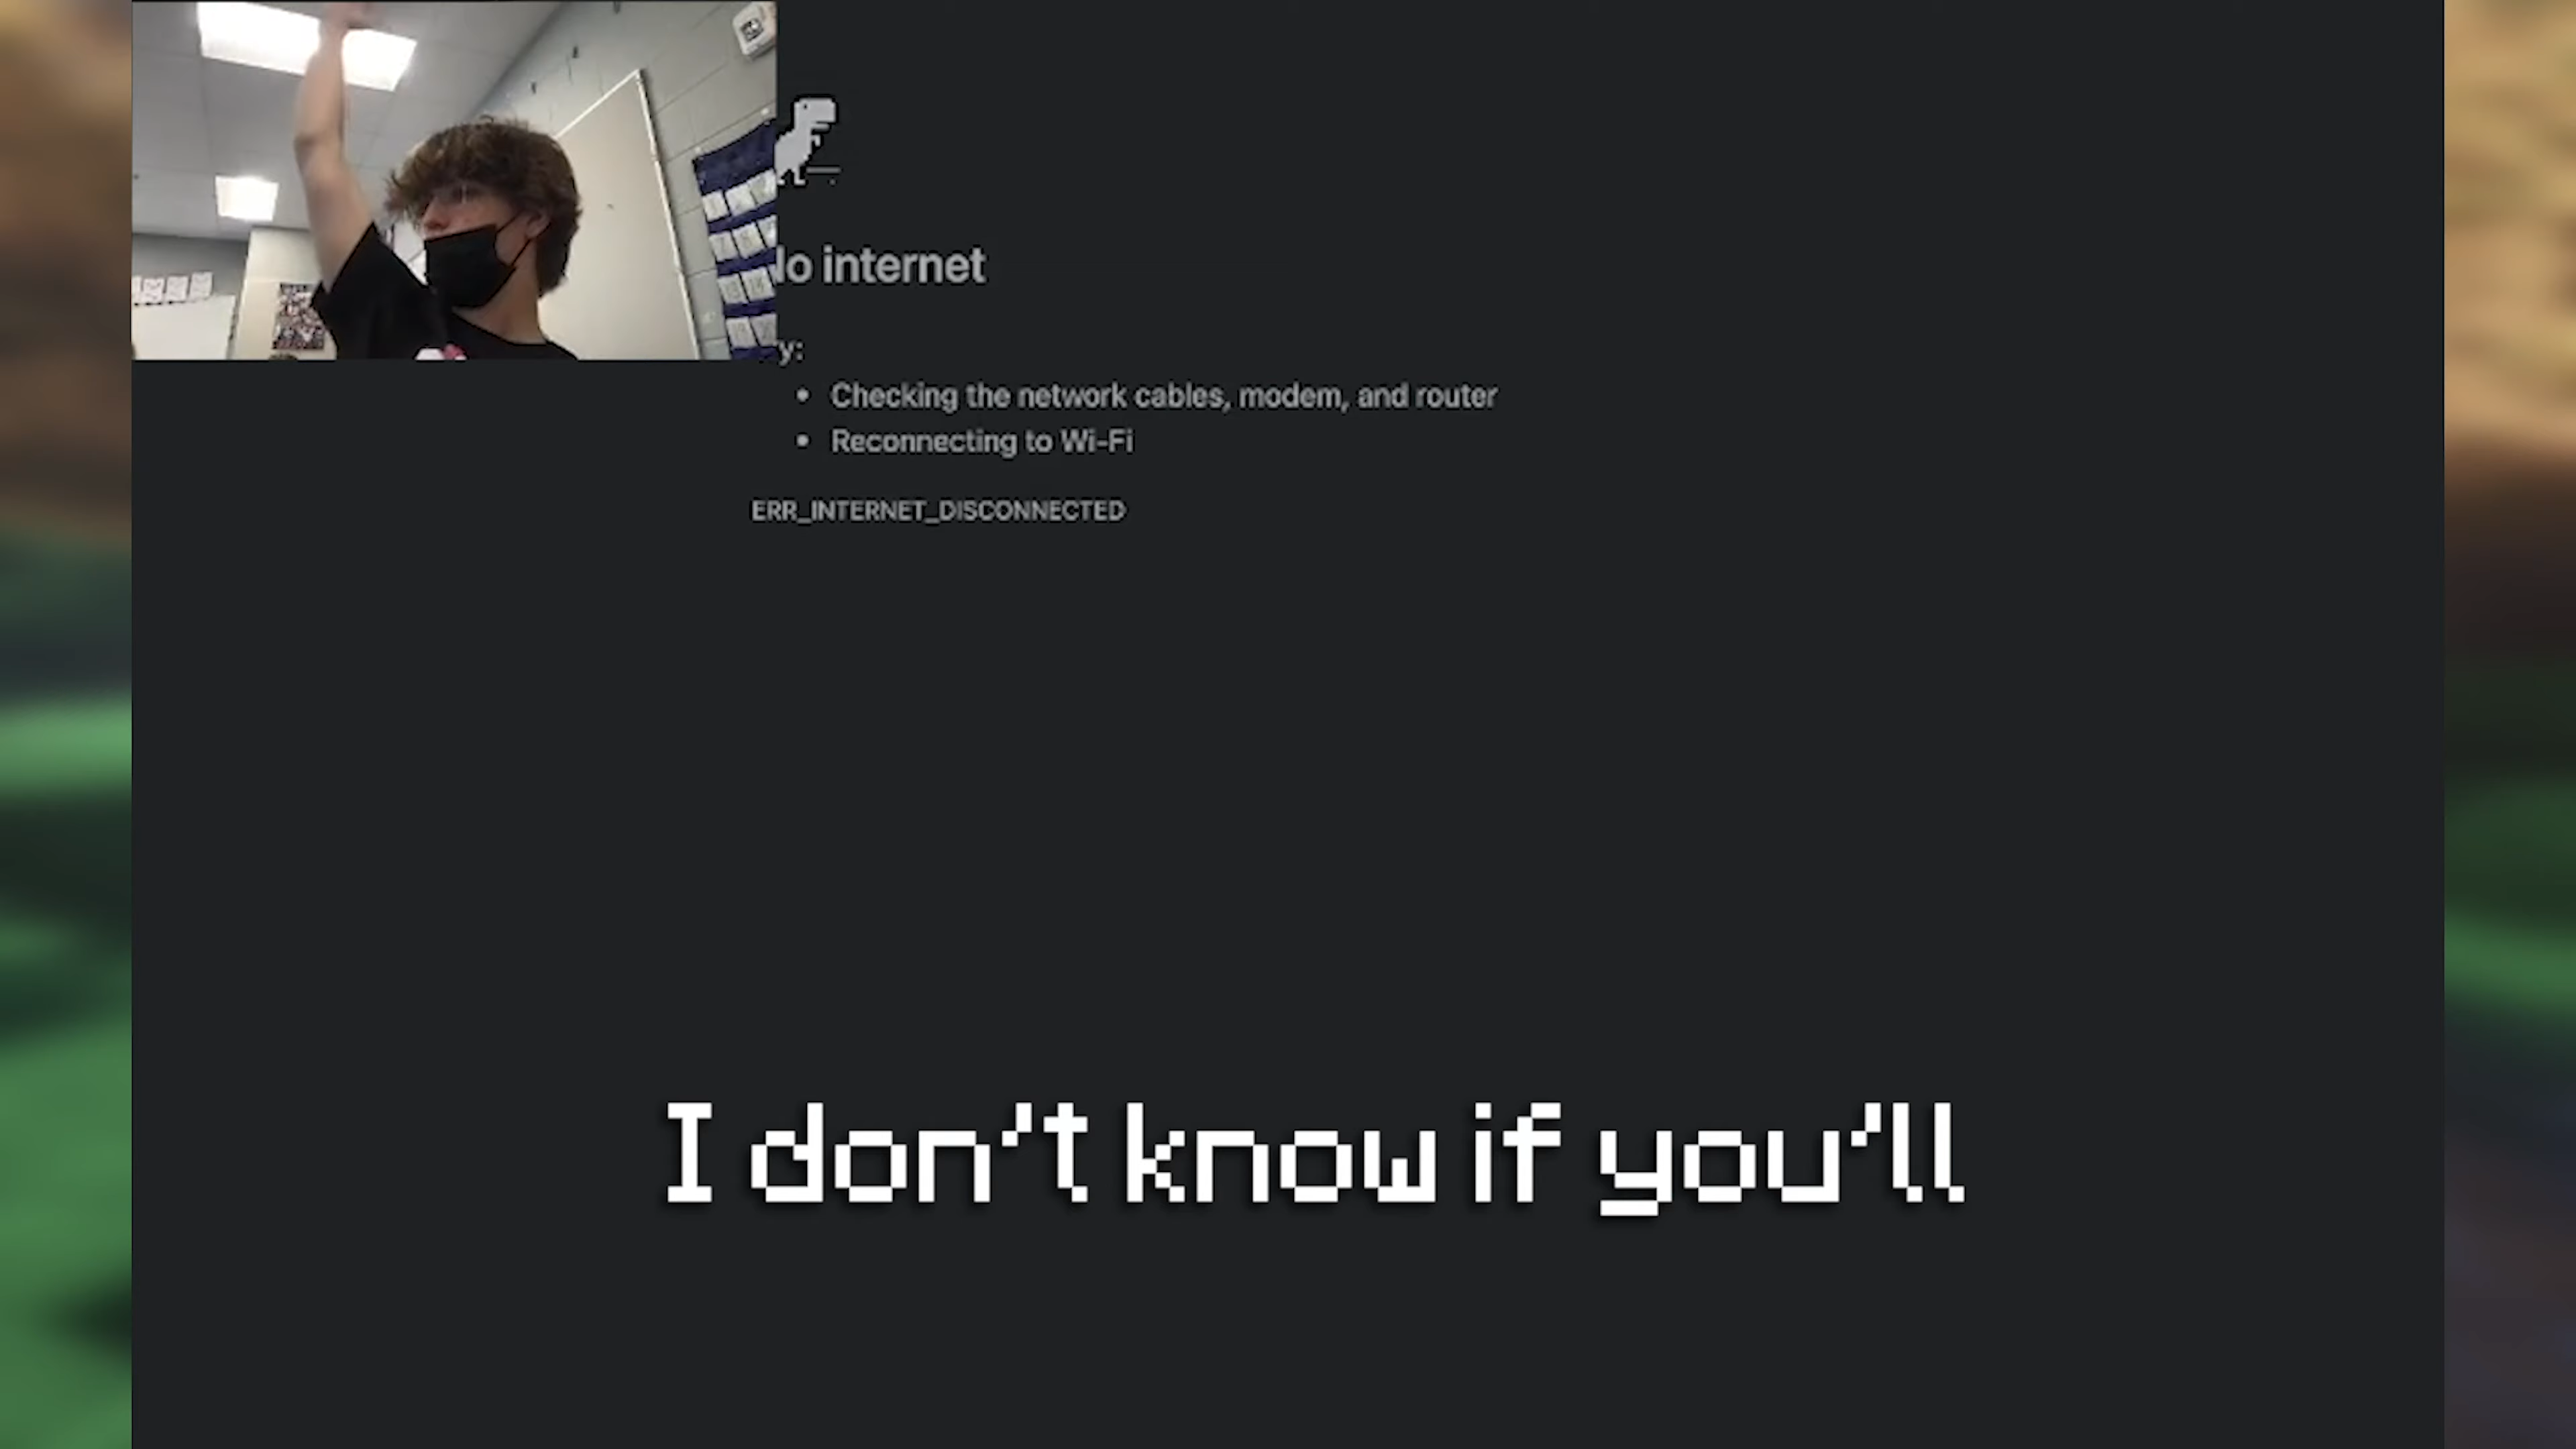 No internet
y:
• Checking the network cables, modem, and router
• Reconnecting to Wi-Fi
ERR_INTERNET_DISCONNECTED
I don't know if you'll